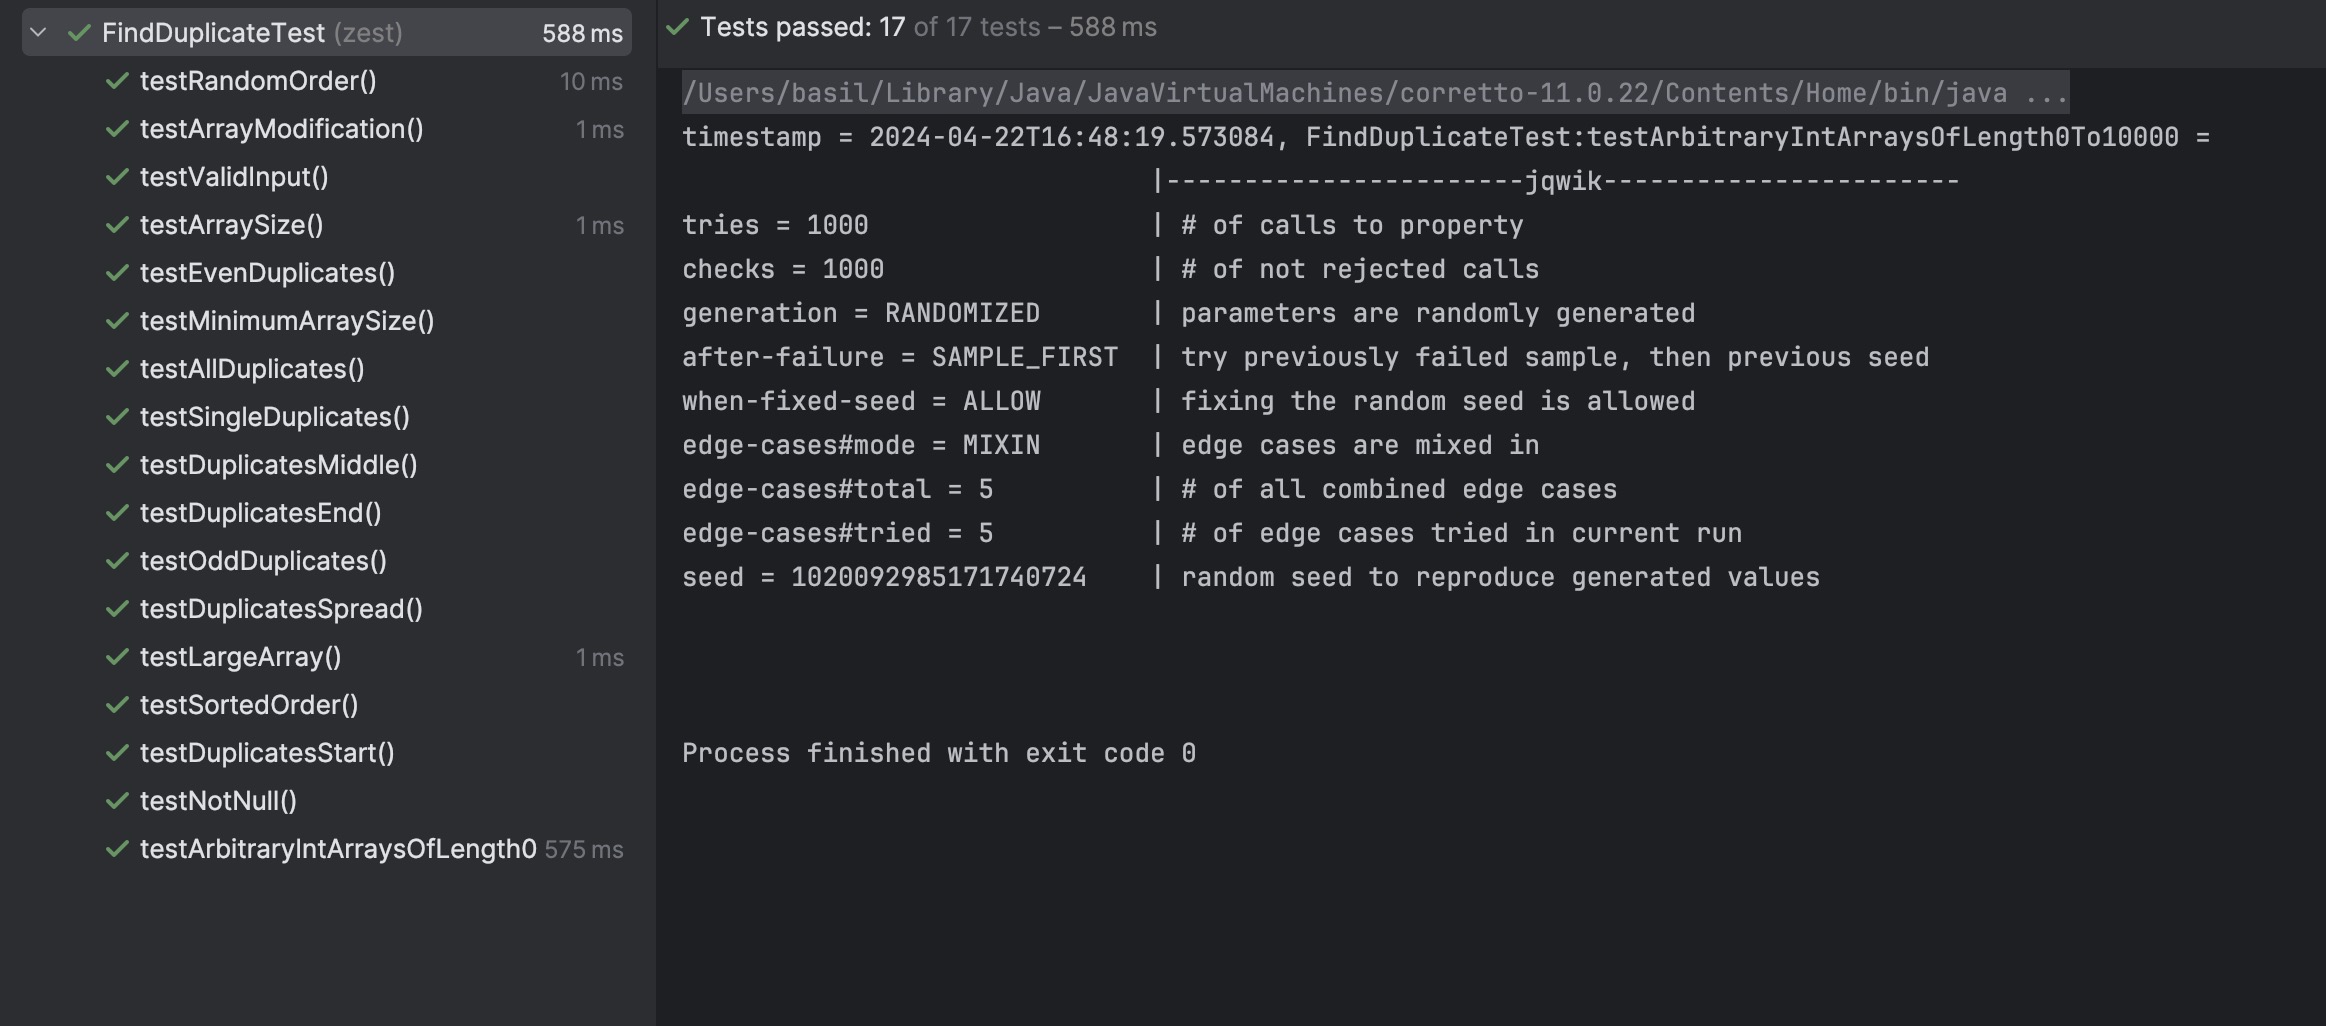 FindDuplicateTest (zest) 588 ms
testRandomOrder() 10 ms
testArrayModification() 1 ms
testValidInput()
testArraySize() 1 ms
testEvenDuplicates()
testMinimumArraySize()
testAllDuplicates()
testSingleDuplicates()
testDuplicatesMiddle()
testDuplicatesEnd()
testOddDuplicates()
testDuplicatesSpread()
testLargeArray() 1 ms
testSortedOrder()
testDuplicatesStart()
testNotNull()
testArbitraryIntArraysOfLength0 575 ms
Tests passed: 17 of 17 tests – 588 ms
/Users/basil/Library/Java/JavaVirtualMachines/corretto-11.0.22/Contents/Home/bin/java ...
timestamp = 2024-04-22T16:48:19.573084, FindDuplicateTest:testArbitraryIntArraysOfLength0To10000 =
|-----------------------jqwik-----------------------
tries = 1000 | # of calls to property
checks = 1000 | # of not rejected calls
generation = RANDOMIZED | parameters are randomly generated
after-failure = SAMPLE_FIRST | try previously failed sample, then previous seed
when-fixed-seed = ALLOW | fixing the random seed is allowed
edge-cases#mode = MIXIN | edge cases are mixed in
edge-cases#total = 5 | # of all combined edge cases
edge-cases#tried = 5 | # of edge cases tried in current run
seed = 1020092985171740724 | random seed to reproduce generated values
Process finished with exit code 0